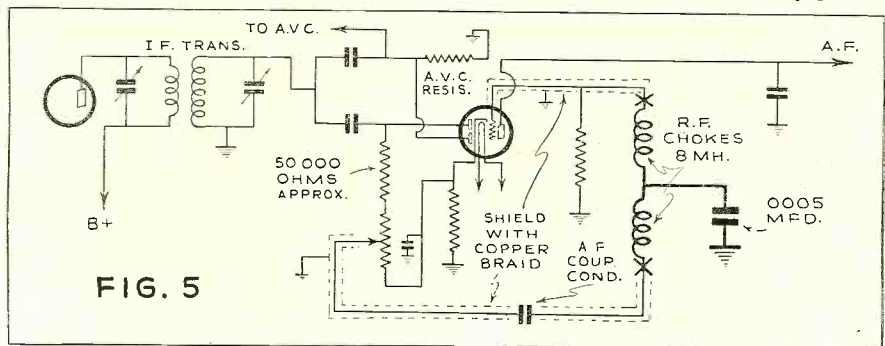 TO A.V.C.
A.F.
I F. TRANS.
A.V.C.
RESIS.
R.F.
CHOKES
8 MH.
50 000
OHMS
APPROX.
B+
SHIELD
WITH
COPPER
BRAID
A F
COUP.
COND.
.0005
MFD.
FIG. 5